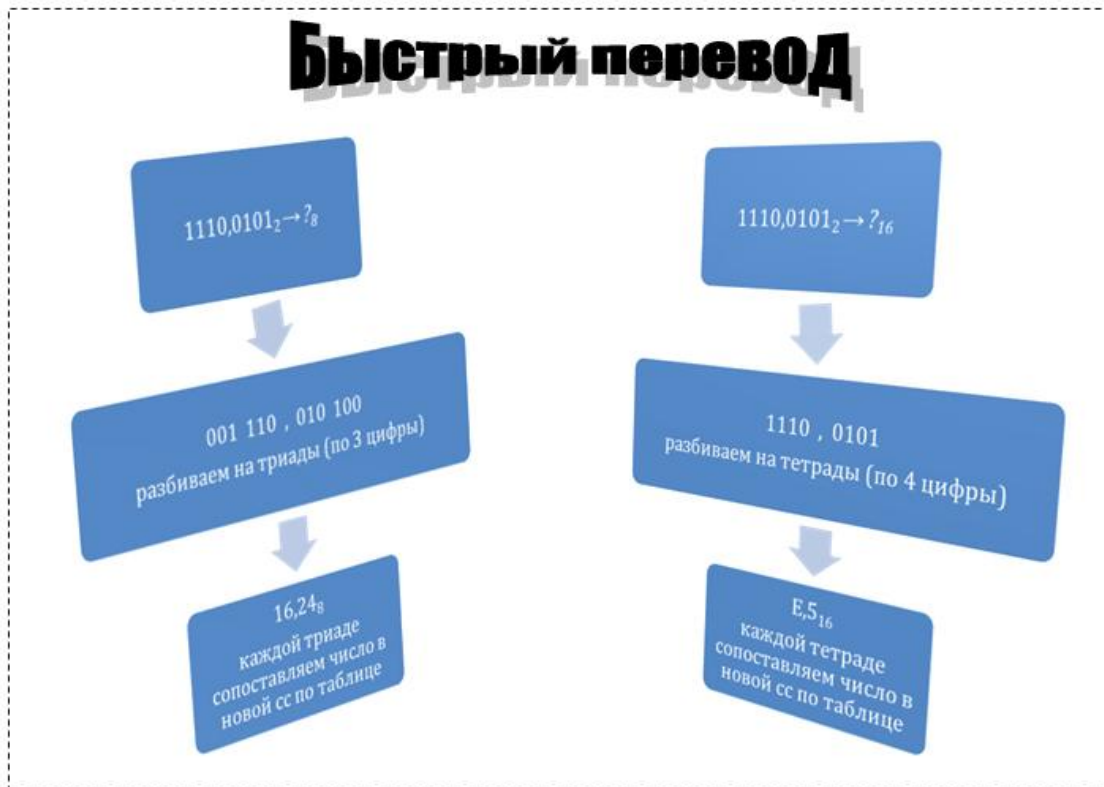 Быстрый перевод
1110,0101₂→?₈
001 110 , 010 100
разбиваем на триады (по 3 цифры)
16,24₈
каждой триаде
сопоставляем число в
новой сс по таблице
1110,0101₂→?₁₆
1110 , 0101
разбиваем на тетрады (по 4 цифры)
E,5₁₆
каждой тетраде
сопоставляем число в
новой сс по таблице